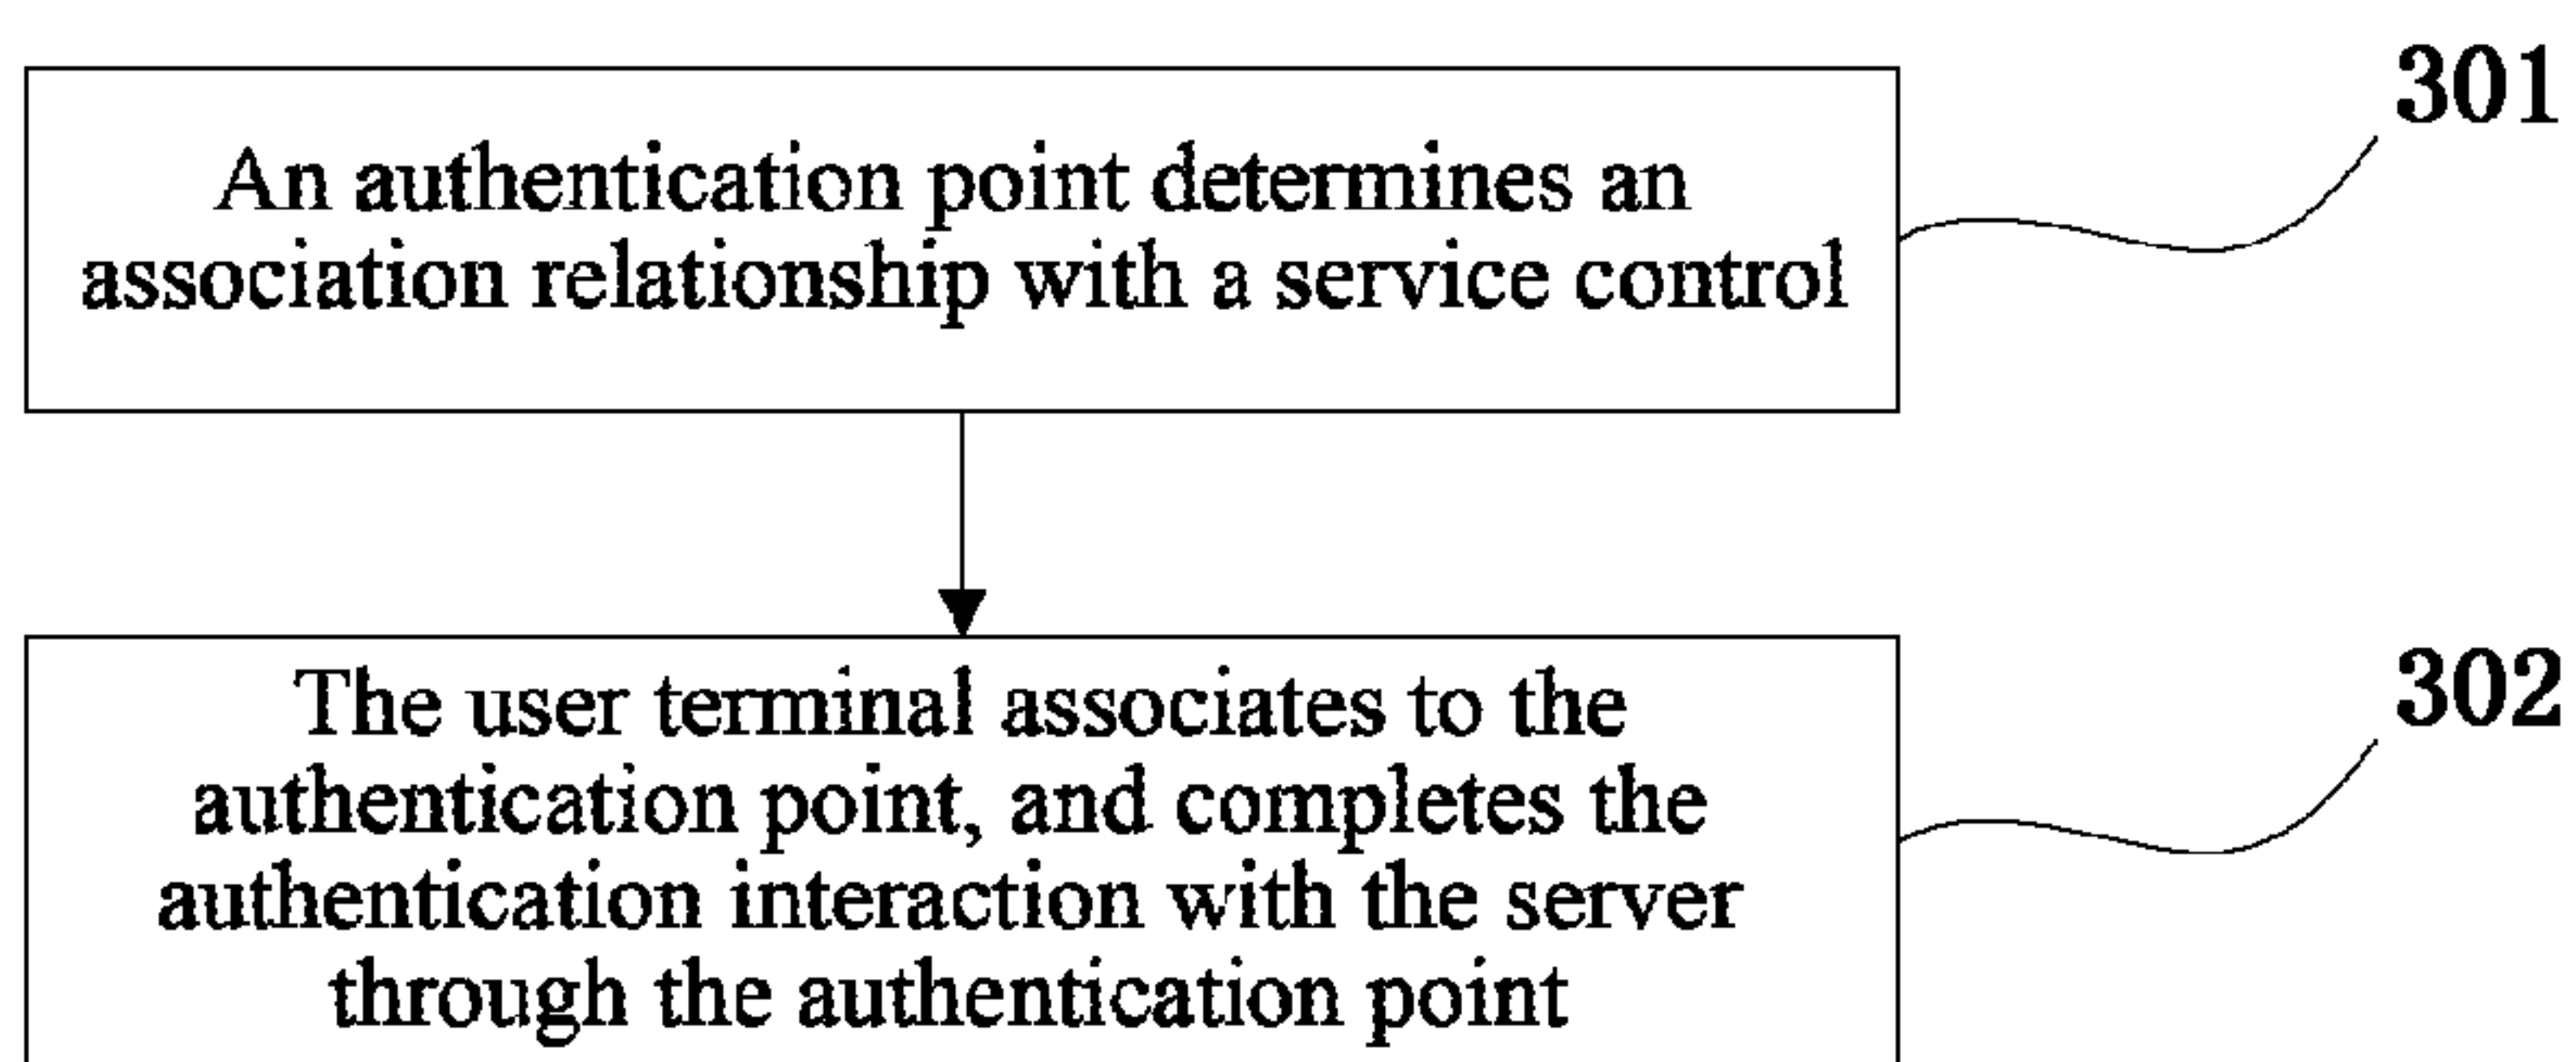 301
An authentication point determines an
association relationship with a service control
302
The user terminal associates to the
authentication point, and completes the
authentication interaction with the server
through the authentication point